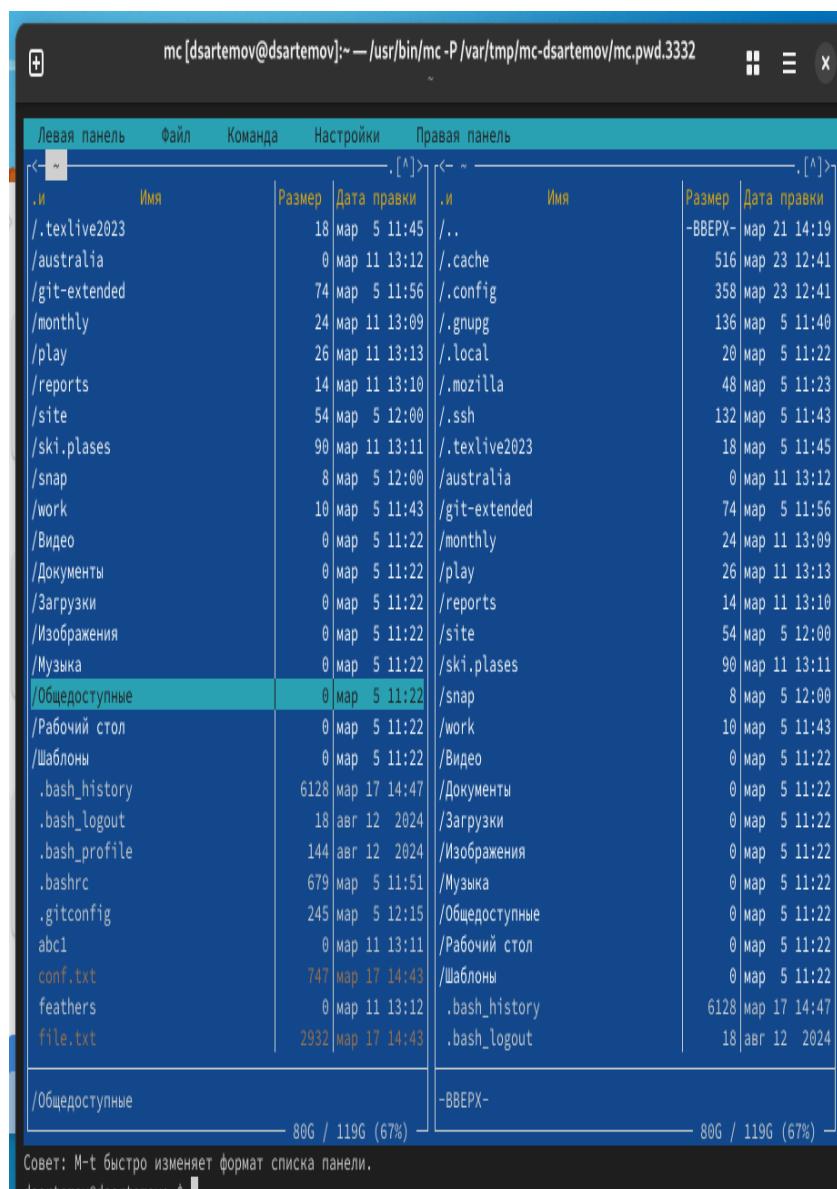 mc [dsartemov@dsartemov]:~ — /usr/bin/mc -P /var/tmp/mc-dsartemov/mc.pwd.3332
~
Левая панель Файл Команда Настройки Правая панель
<- ~ .[^]> <- ~ .[^]>
.и Имя Размер Дата правки .и Имя Размер Дата правки
/.texlive2023 18 мар 5 11:45 /.. -ВВЕРХ- мар 21 14:19
/australia 0 мар 11 13:12 /.cache 516 мар 23 12:41
/git-extended 74 мар 5 11:56 /.config 358 мар 23 12:41
/monthly 24 мар 11 13:09 /.gnupg 136 мар 5 11:40
/play 26 мар 11 13:13 /.local 20 мар 5 11:22
/reports 14 мар 11 13:10 /.mozilla 48 мар 5 11:23
/site 54 мар 5 12:00 /.ssh 132 мар 5 11:43
/ski.plases 90 мар 11 13:11 /.texlive2023 18 мар 5 11:45
/snap 8 мар 5 12:00 /australia 0 мар 11 13:12
/work 10 мар 5 11:43 /git-extended 74 мар 5 11:56
/Видео 0 мар 5 11:22 /monthly 24 мар 11 13:09
/Документы 0 мар 5 11:22 /play 26 мар 11 13:13
/Загрузки 0 мар 5 11:22 /reports 14 мар 11 13:10
/Изображения 0 мар 5 11:22 /site 54 мар 5 12:00
/Музыка 0 мар 5 11:22 /ski.plases 90 мар 11 13:11
/Общедоступные 0 мар 5 11:22 /snap 8 мар 5 12:00
/Рабочий стол 0 мар 5 11:22 /work 10 мар 5 11:43
/Шаблоны 0 мар 5 11:22 /Видео 0 мар 5 11:22
.bash_history 6128 мар 17 14:47 /Документы 0 мар 5 11:22
.bash_logout 18 авг 12 2024 /Загрузки 0 мар 5 11:22
.bash_profile 144 авг 12 2024 /Изображения 0 мар 5 11:22
.bashrc 679 мар 5 11:51 /Музыка 0 мар 5 11:22
.gitconfig 245 мар 5 12:15 /Общедоступные 0 мар 5 11:22
abc1 0 мар 11 13:11 /Рабочий стол 0 мар 5 11:22
conf.txt 747 мар 17 14:43 /Шаблоны 0 мар 5 11:22
feathers 0 мар 11 13:12 .bash_history 6128 мар 17 14:47
file.txt 2932 мар 17 14:43 .bash_logout 18 авг 12 2024
/Общедоступные -ВВЕРХ-
80G / 119G (67%) 80G / 119G (67%)
Совет: M-t быстро изменяет формат списка панели.